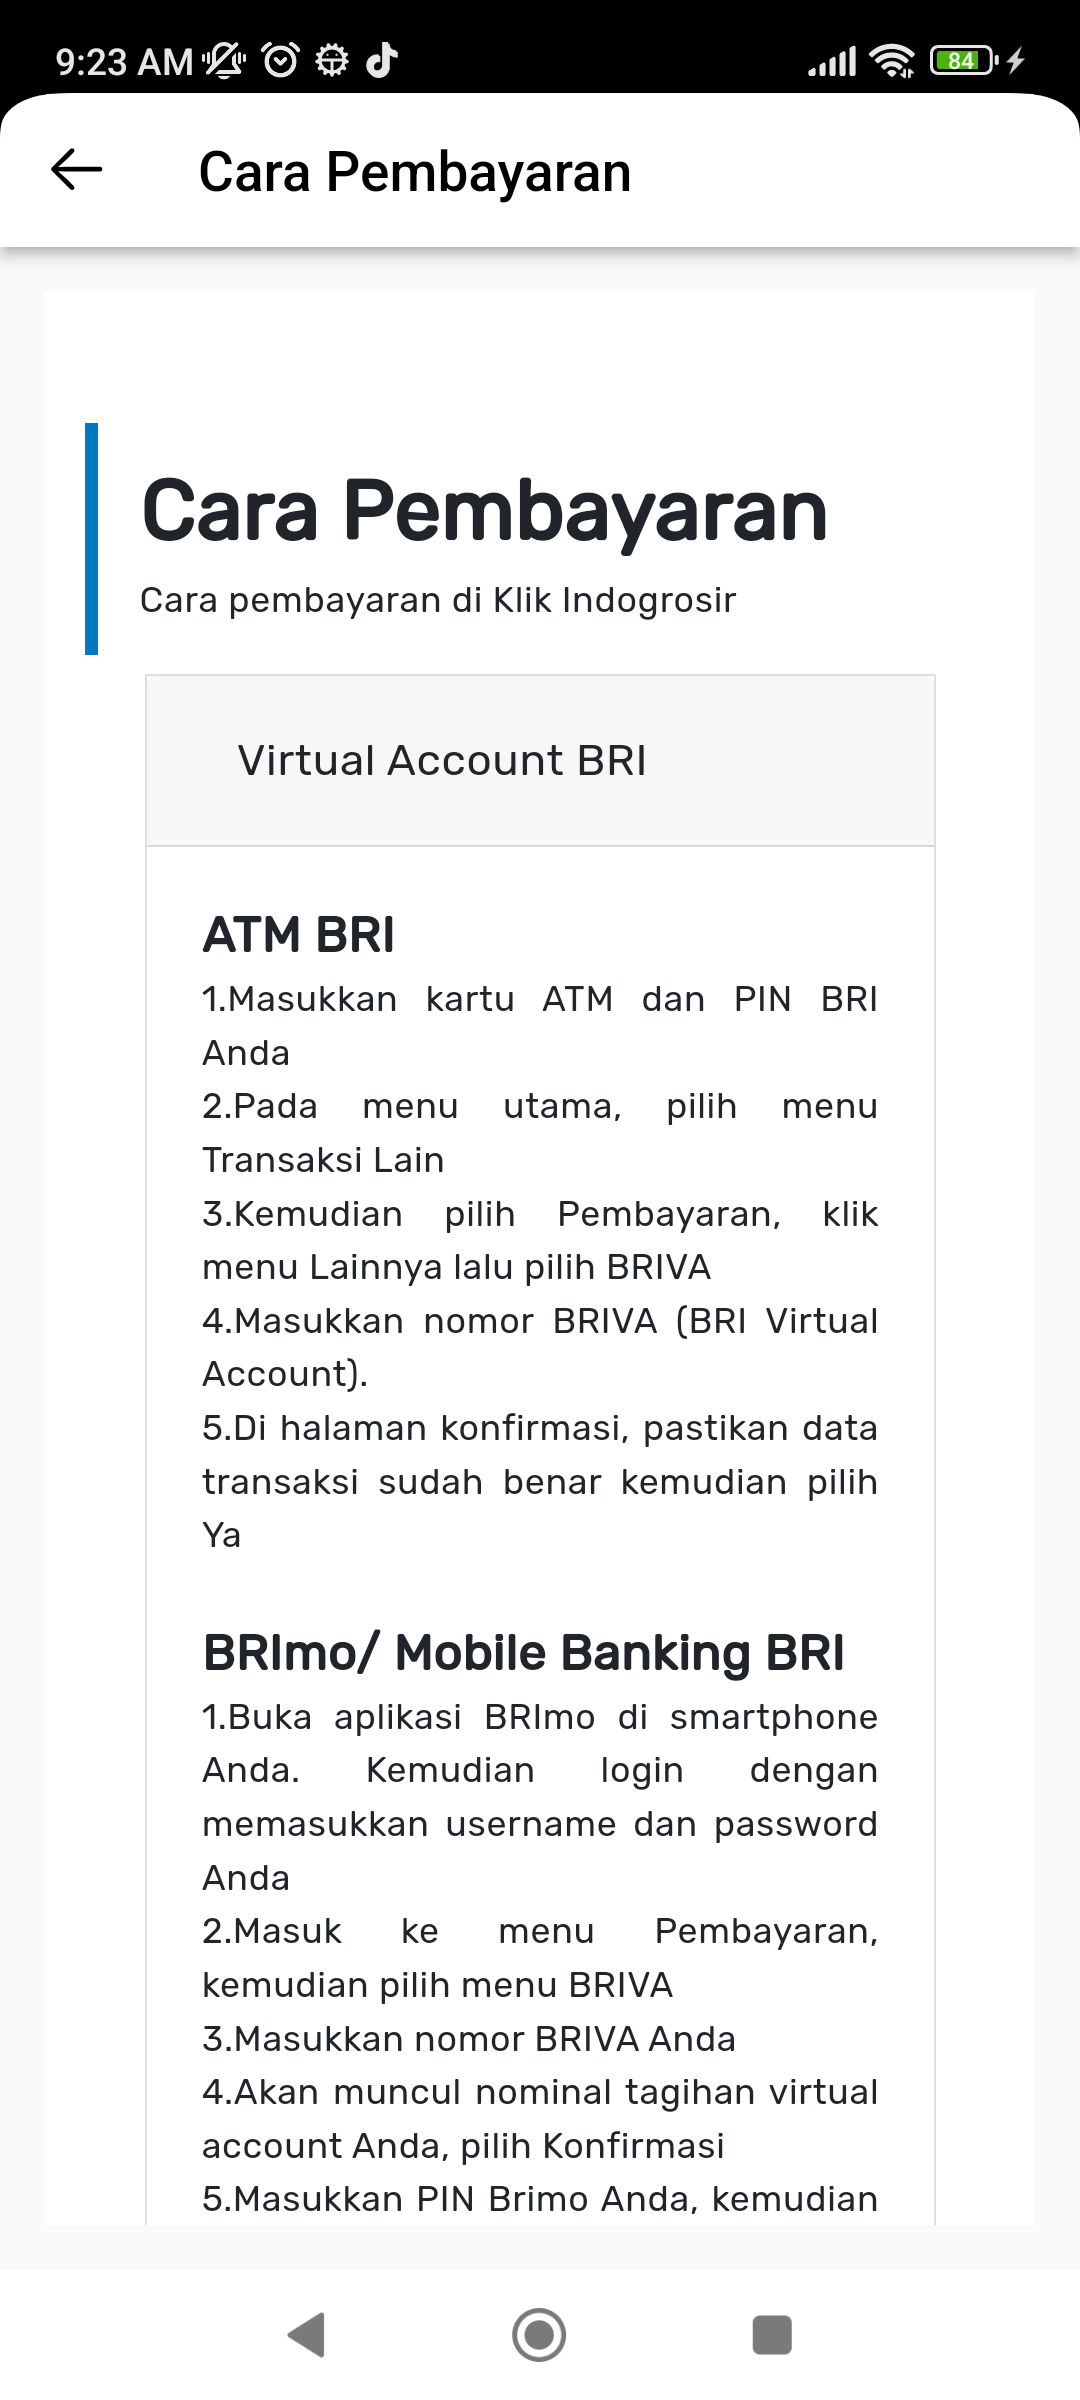 9:23 AM
84
Cara Pembayaran
Cara Pembayaran
Cara pembayaran di Klik Indogrosir
Virtual Account BRI
ATM BRI
1.Masukkan kartu ATM dan PIN BRI
Anda
2.Pada menu utama, pilih menu
Transaksi Lain
3.Kemudian pilih Pembayaran, klik
menu Lainnya lalu pilih BRIVA
4.Masukkan nomor BRIVA (BRI Virtual
Account).
5.Di halaman konfirmasi, pastikan data
transaksi sudah benar kemudian pilih
Ya
BRImo/ Mobile Banking BRI
1.Buka aplikasi BRImo di smartphone
Anda. Kemudian login dengan
memasukkan username dan password
Anda
2.Masuk ke menu Pembayaran,
kemudian pilih menu BRIVA
3.Masukkan nomor BRIVA Anda
4.Akan muncul nominal tagihan virtual
account Anda, pilih Konfirmasi
5.Masukkan PIN Brimo Anda, kemudian